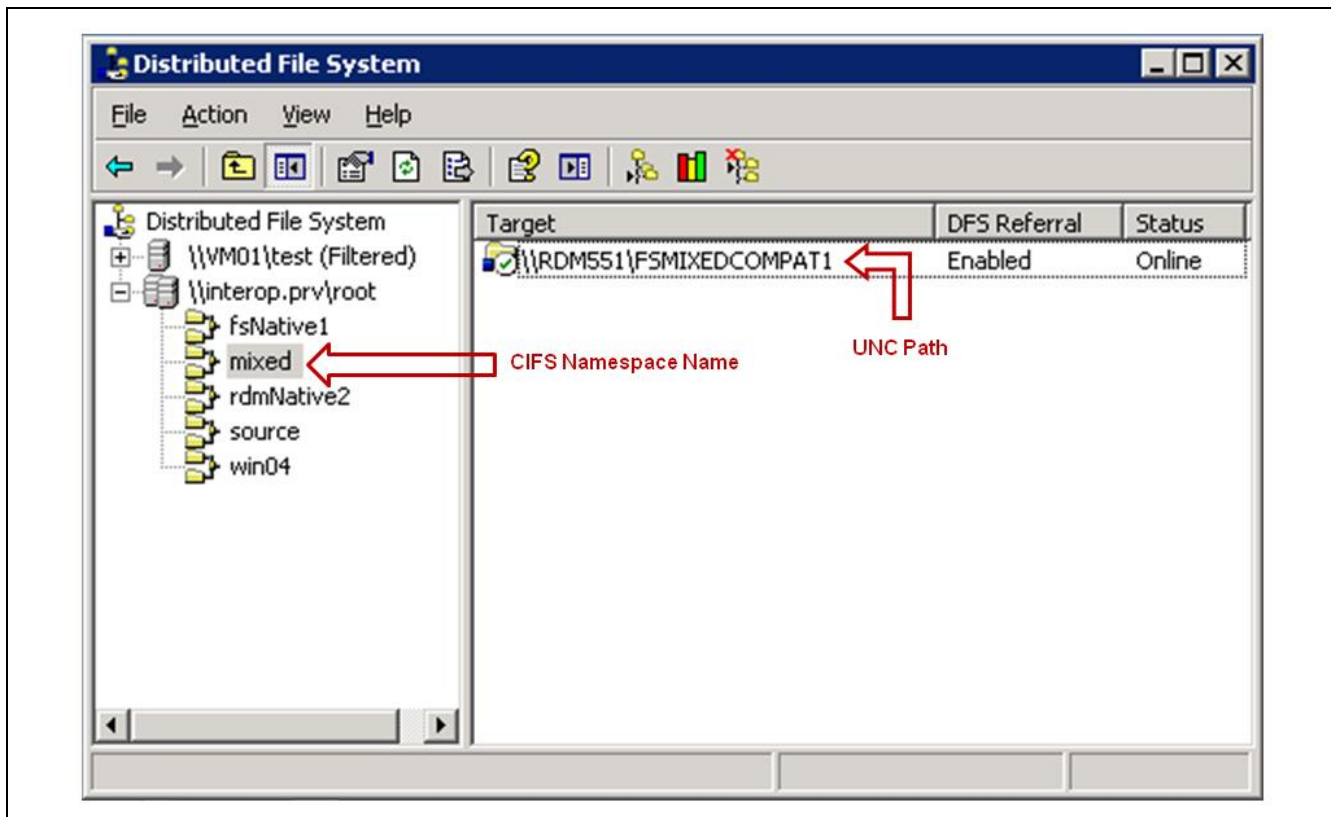 Distributed File System
File Action View Help
Distributed File System
\\VM01\test (Filtered)
\\interop.prv\root
fsNative1
mixed
rdmNative2
source
win04
Target DFS Referral Status
\\RDM551\FSMIXEDCOMPAT1 Enabled Online
UNC Path
CIFS Namespace Name